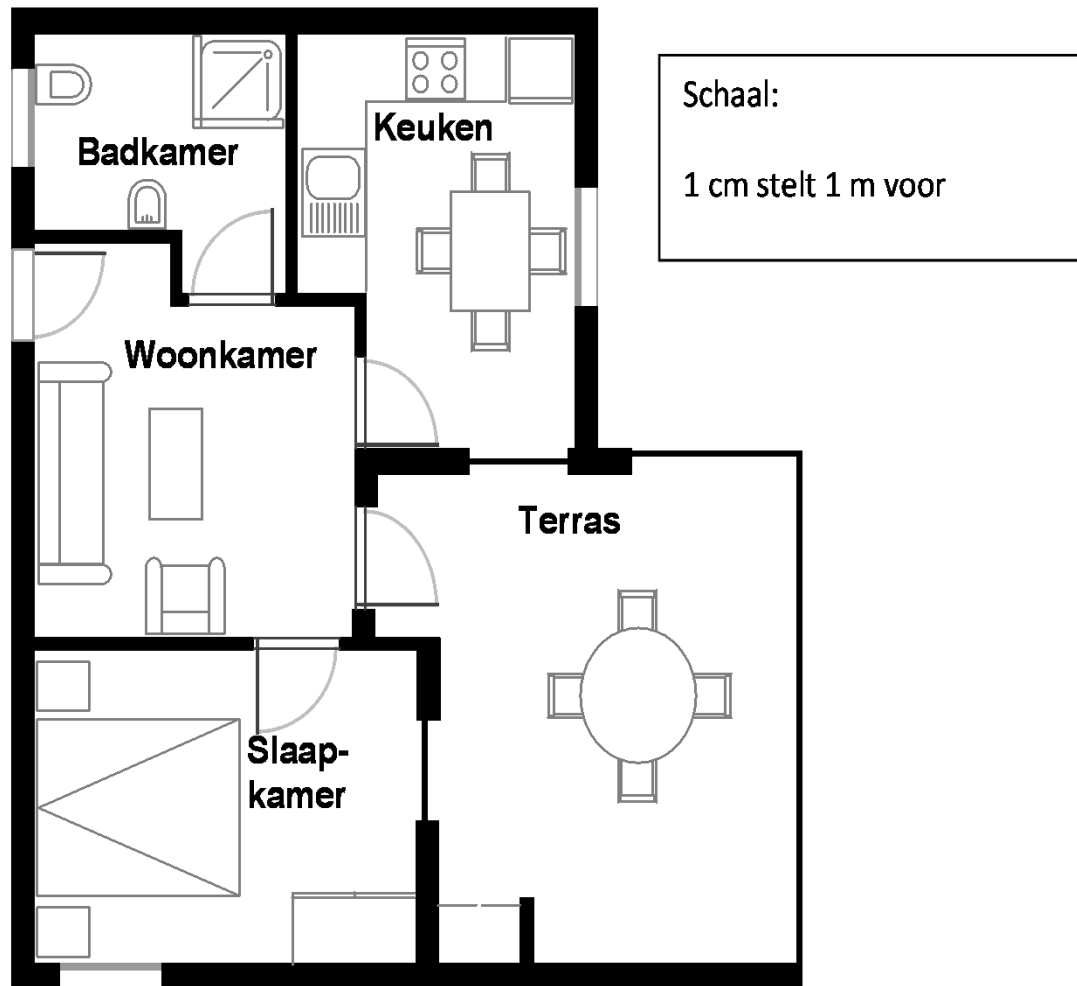 Schaal:
1 cm stelt 1 m voor
Badkamer
Keuken
Woonkamer
Terras
Slaap-
kamer